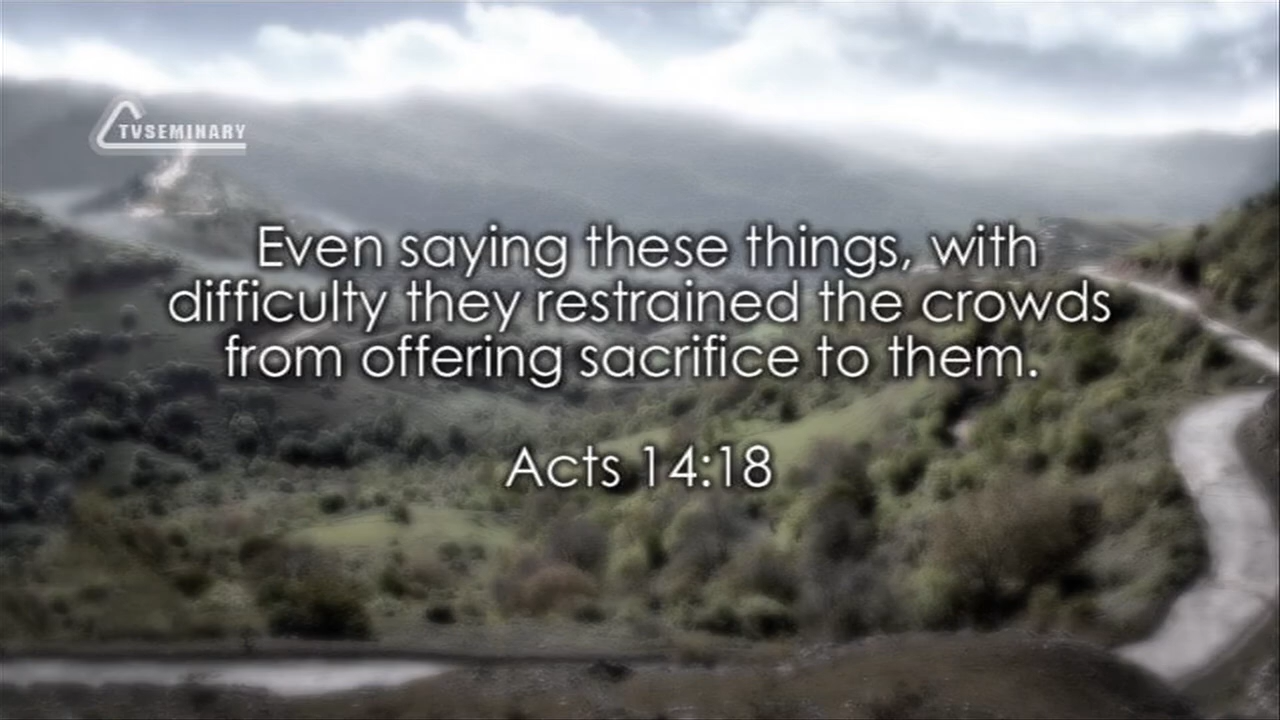 TVSEMINARY
Even saying these things, with
difficulty they restrained the crowds
from offering sacrifice to them.
Acts 14:18